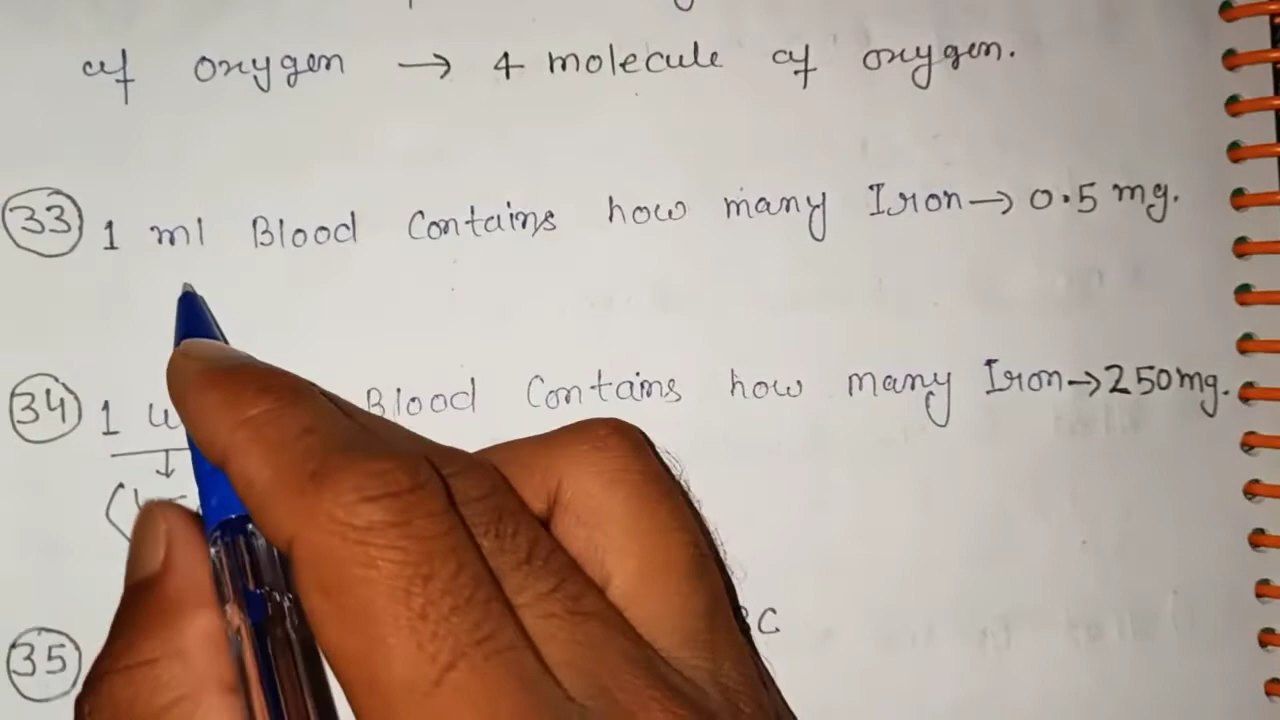 of oxygen → 4 molecule of oxygen.
33 1 ml Blood Contains how many Iron → 0.5 mg.
34 1 Blood Contains how many Iron → 250 mg.
35